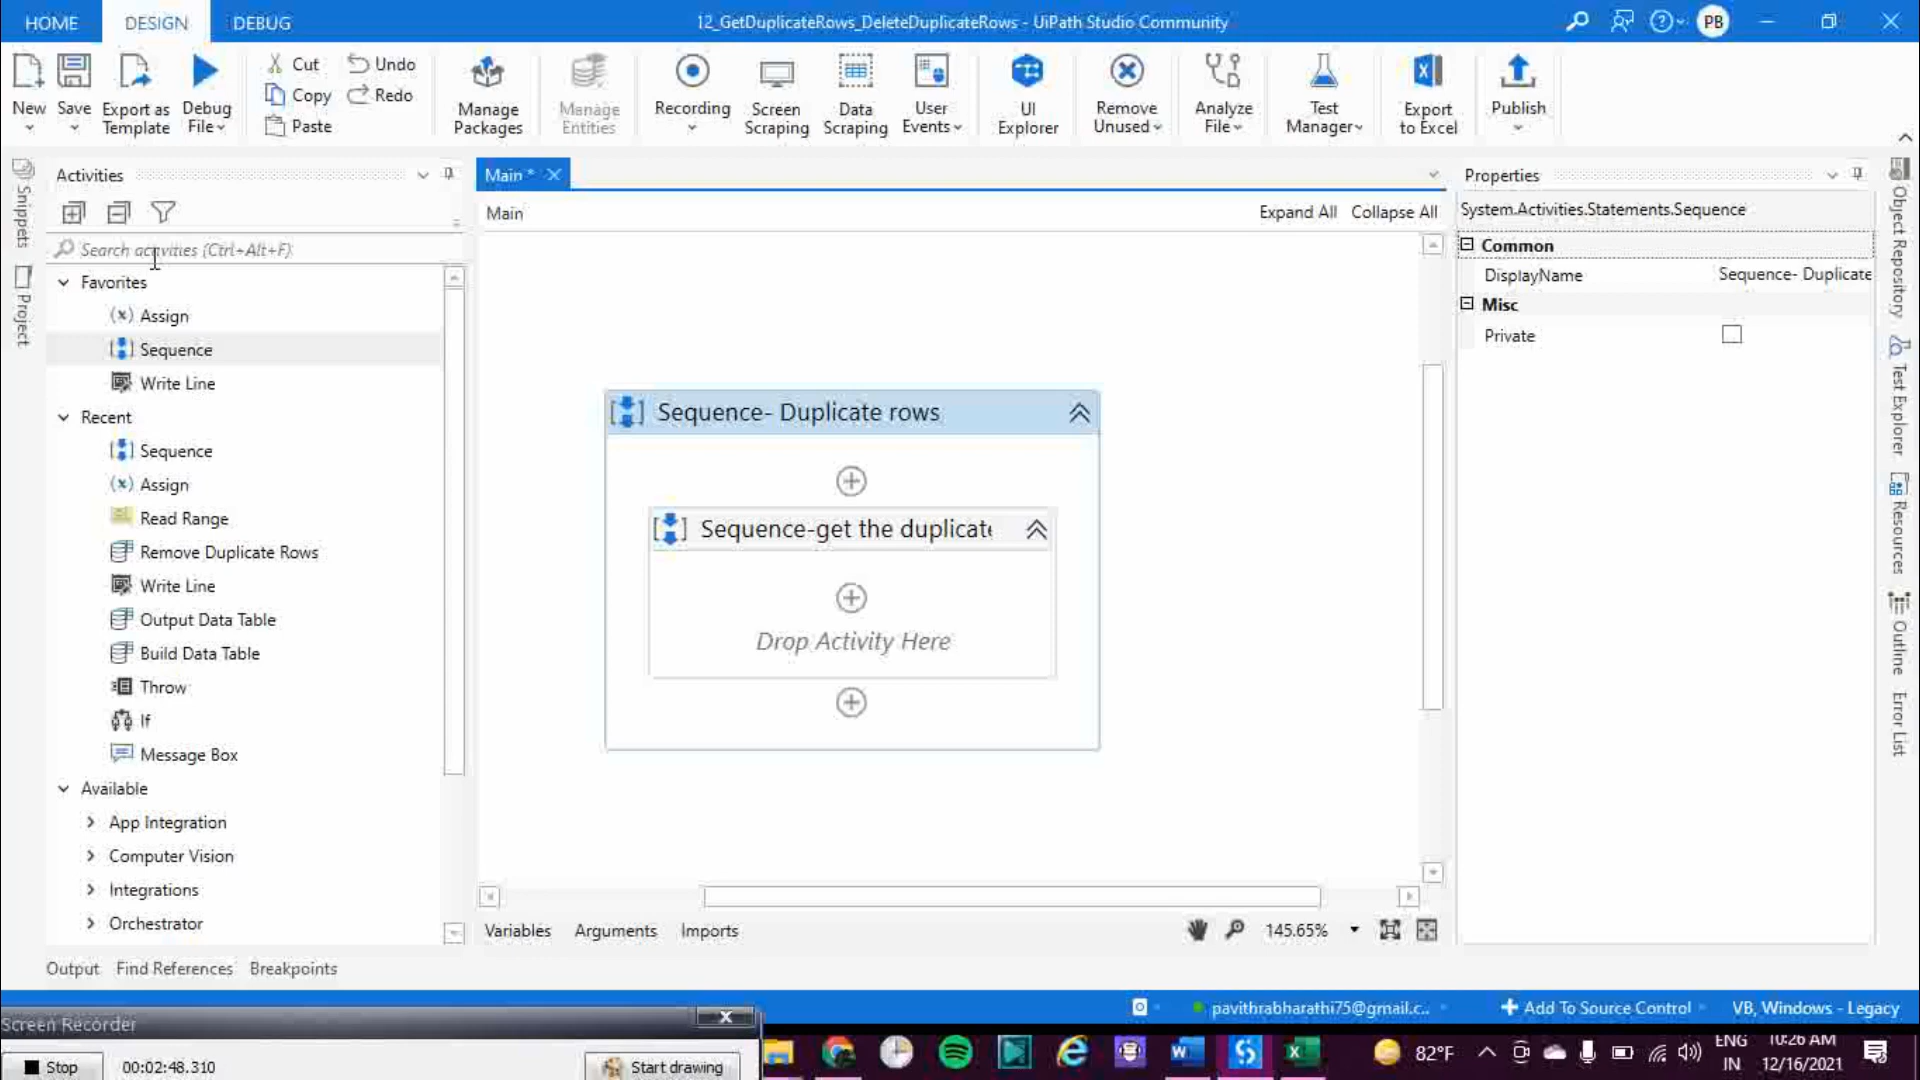 HOME DESIGN DEBUG 12_GetDuplicateRows_DeleteDuplicateRows - UiPath Studio Community PB
New
Save
Export as
Template
Debug
File
Cut
Copy
Paste
Undo
Redo
Manage
Packages
Manage
Entities
Recording
Screen
Scraping
Data
Scraping
User
Events
UI
Explorer
Remove
Unused
Analyze
File
Test
Manager
Export
to Excel
Publish
Snippets
Project
Activities
Search activities (Ctrl+Alt+F)
Favorites
Assign
Sequence
Write Line
Recent
Sequence
Assign
Read Range
Remove Duplicate Rows
Write Line
Output Data Table
Build Data Table
Throw
If
Message Box
Available
App Integration
Computer Vision
Integrations
Orchestrator
Main *
Main Expand All Collapse All
Sequence- Duplicate rows
Sequence-get the duplicate
Drop Activity Here
Variables Arguments Imports 145.65%
Properties
System.Activities.Statements.Sequence
Common
DisplayName Sequence- Duplicate
Misc
Private
Object Repository
Test Explorer
Resources
Outline
Error List
Output Find References Breakpoints
pavithrabharathi75@gmail.c... Add To Source Control VB, Windows - Legacy
Screen Recorder
Stop 00:02:48.310 Start drawing
82°F
ENG
IN
10:26 AM
12/16/2021